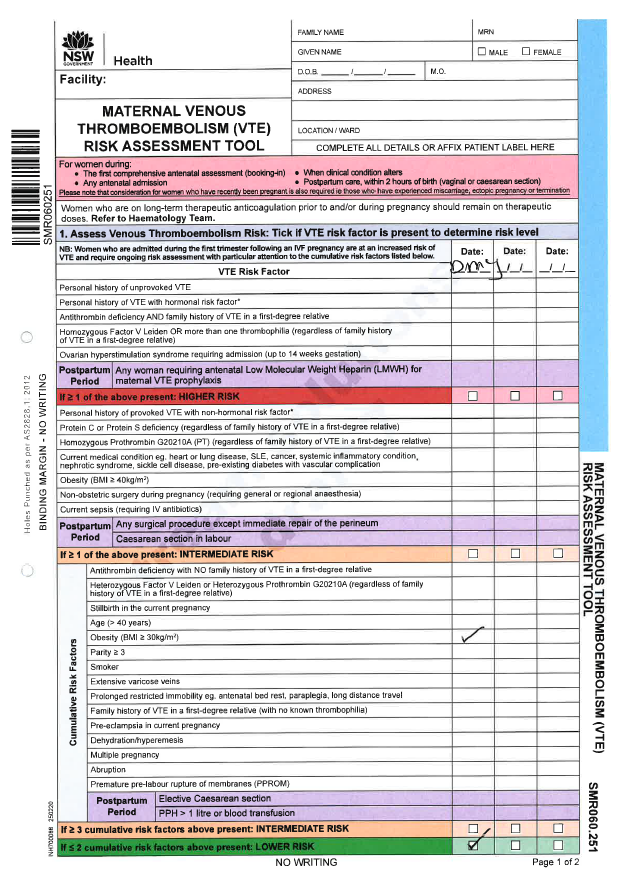 NSW
GOVERNMENT
Health
Facility:
FAMILY NAME
MRN
GIVEN NAME
☐ MALE ☐ FEMALE
D.O.B. ______ / ______ / ______
M.O.
ADDRESS
LOCATION / WARD
COMPLETE ALL DETAILS OR AFFIX PATIENT LABEL HERE
MATERNAL VENOUS
THROMBOEMBOLISM (VTE)
RISK ASSESSMENT TOOL
For women during:
• The first comprehensive antenatal assessment (booking-in)
• Any antenatal admission
• When clinical condition alters
• Postpartum care, within 2 hours of birth (vaginal or caesarean section)
Please note that consideration for women who have recently been pregnant is also required ie those who have experienced miscarriage, ectopic pregnancy or termination
Women who are on long-term therapeutic anticoagulation prior to and/or during pregnancy should remain on therapeutic
doses. Refer to Haematology Team.
1. Assess Venous Thromboembolism Risk: Tick if VTE risk factor is present to determine risk level
NB: Women who are admitted during the first trimester following an IVF pregnancy are at an increased risk of
VTE and require ongoing risk assessment with particular attention to the cumulative risk factors listed below.
Date: Date: Date:
DMY / / / /
VTE Risk Factor
Personal history of unprovoked VTE
Personal history of VTE with hormonal risk factor*
Antithrombin deficiency AND family history of VTE in a first-degree relative
Homozygous Factor V Leiden OR more than one thrombophilia (regardless of family history
of VTE in a first-degree relative)
Ovarian hyperstimulation syndrome requiring admission (up to 14 weeks gestation)
Postpartum
Period
Any woman requiring antenatal Low Molecular Weight Heparin (LMWH) for
maternal VTE prophylaxis
If ≥ 1 of the above present: HIGHER RISK ☐ ☐ ☐
Personal history of provoked VTE with non-hormonal risk factor*
Protein C or Protein S deficiency (regardless of family history of VTE in a first-degree relative)
Homozygous Prothrombin G20210A (PT) (regardless of family history of VTE in a first-degree relative)
Current medical condition eg. heart or lung disease, SLE, cancer, systemic inflammatory condition,
nephrotic syndrome, sickle cell disease, pre-existing diabetes with vascular complication
Obesity (BMI ≥ 40kg/m²)
Non-obstetric surgery during pregnancy (requiring general or regional anaesthesia)
Current sepsis (requiring IV antibiotics)
Postpartum
Period
Any surgical procedure except immediate repair of the perineum
Caesarean section in labour
If ≥ 1 of the above present: INTERMEDIATE RISK ☐ ☐ ☐
Cumulative Risk Factors
Antithrombin deficiency with NO family history of VTE in a first-degree relative
Heterozygous Factor V Leiden or Heterozygous Prothrombin G20210A (regardless of family
history of VTE in a first-degree relative)
Stillbirth in the current pregnancy
Age (> 40 years)
Obesity (BMI ≥ 30kg/m²) ✓
Parity ≥ 3
Smoker
Extensive varicose veins
Prolonged restricted immobility eg. antenatal bed rest, paraplegia, long distance travel
Family history of VTE in a first-degree relative (with no known thrombophilia)
Pre-eclampsia in current pregnancy
Dehydration/hyperemesis
Multiple pregnancy
Abruption
Premature pre-labour rupture of membranes (PPROM)
Postpartum
Period
Elective Caesarean section
PPH > 1 litre or blood transfusion
If ≥ 3 cumulative risk factors above present: INTERMEDIATE RISK ☐ ☐ ☐
If ≤ 2 cumulative risk factors above present: LOWER RISK ☑ ☐ ☐
NO WRITING
Page 1 of 2
SMR060251
Holes Punched as per AS2828.1: 2012
BINDING MARGIN - NO WRITING
NH700088 250220
MATERNAL VENOUS THROMBOEMBOLISM (VTE)
RISK ASSESSMENT TOOL
SMR060.251